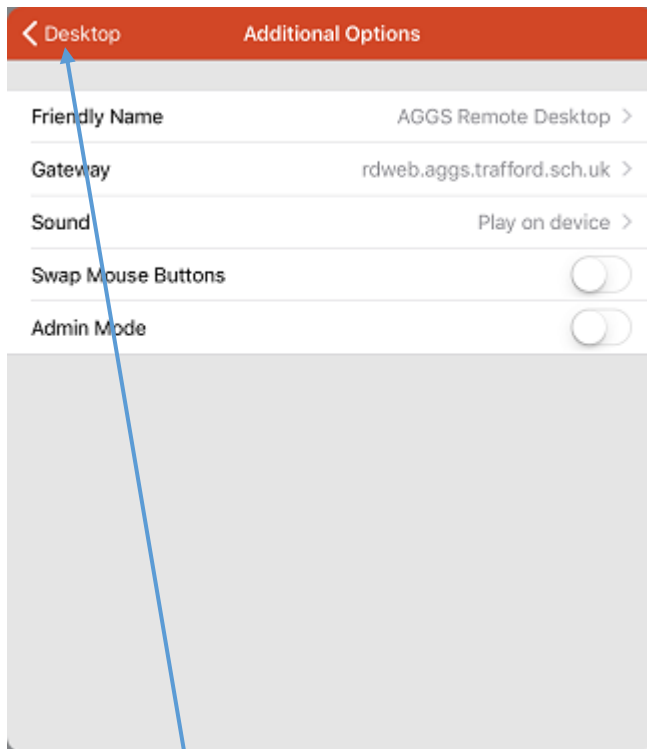 Desktop Additional Options
Friendly Name AGGS Remote Desktop
Gateway rdweb.aggs.trafford.sch.uk
Sound Play on device
Swap Mouse Buttons
Admin Mode